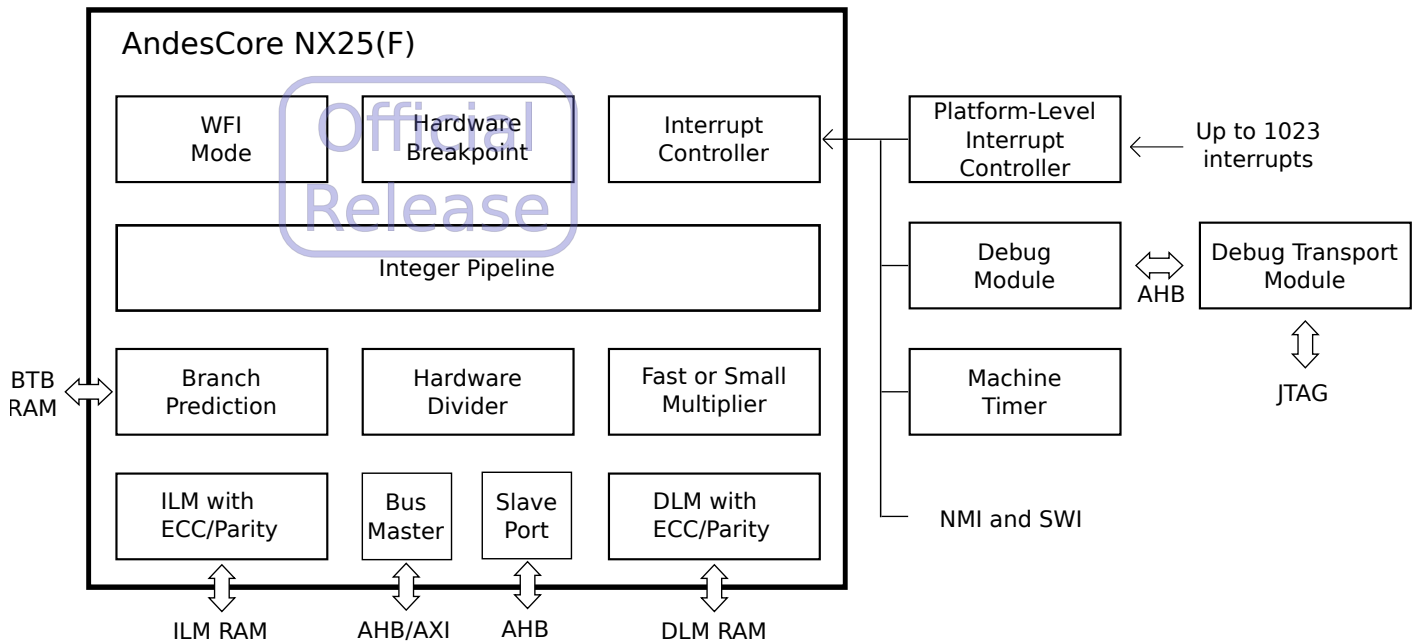 AndesCore NX25(F)
Official
Release
WFI
Mode
Hardware
Breakpoint
Interrupt
Controller
Platform-Level
Interrupt
Controller
Up to 1023
interrupts
Integer Pipeline
Debug
Module
AHB
Debug Transport
Module
BTB
RAM
Branch
Prediction
Hardware
Divider
Fast or Small
Multiplier
Machine
Timer
JTAG
ILM with
ECC/Parity
Bus
Master
Slave
Port
DLM with
ECC/Parity
NMI and SWI
ILM RAM
AHB/AXI
AHB
DLM RAM